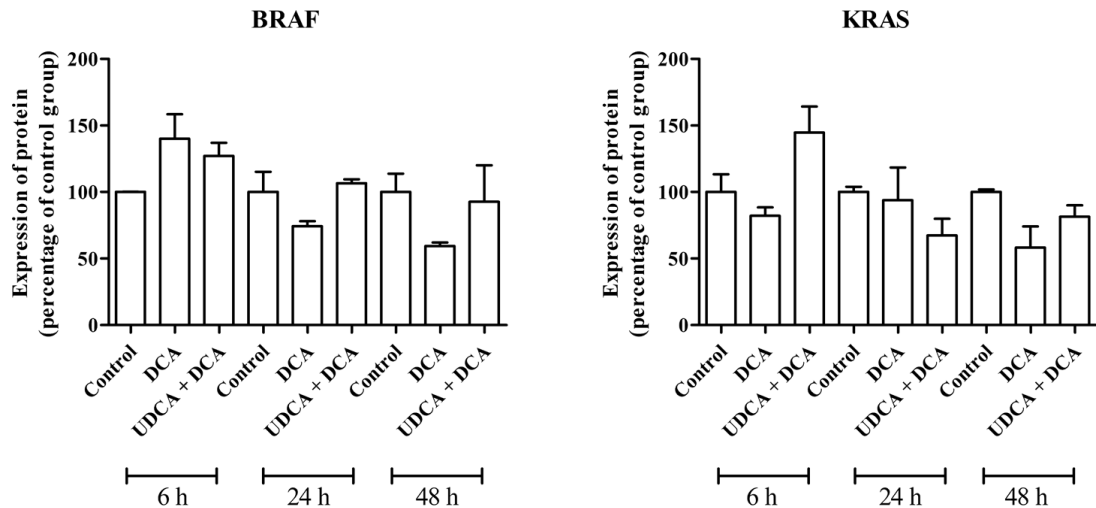 BRAF
Expression of protein
(percentage of control group)
200
150
100
50
0
Control
DCA
UDCA + DCA
Control
DCA
UDCA + DCA
Control
DCA
UDCA + DCA
6 h
24 h
48 h
KRAS
Expression of protein
(percentage of control group)
200
150
100
50
0
Control
DCA
UDCA + DCA
Control
DCA
UDCA + DCA
Control
DCA
UDCA + DCA
6 h
24 h
48 h